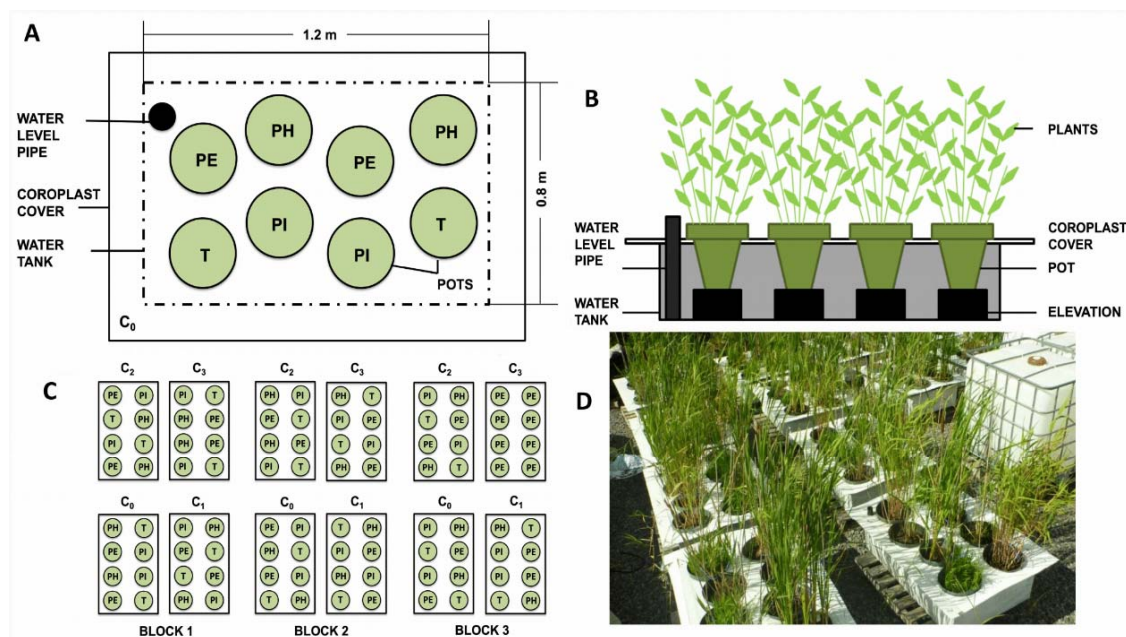 A
1.2 m
WATER
LEVEL
PIPE
COROPLAST
COVER
WATER
TANK
PE PH PE PH
T PI PI T
POTS
0.8 m
C₀
B
PLANTS
WATER
LEVEL
PIPE
WATER
TANK
COROPLAST
COVER
POT
ELEVATION
C
C₂ C₃ C₂ C₃ C₂ C₃
PE PI PI T PH PI PH T PI PH PE PE
T PH PH PE PE T PI PE T PI PE PE
PI T PH PE PH PE T PI PE PE PE PE
PE PH PI T PI T PH PE PH T PE PE
C₀ C₁ C₀ C₁ C₀ C₁
PH T PI PH PE PI T PH PI PH PH T
PE PI PE T PH T PI PE T PE PI PE
PH PI T PE PE PI PH PI PI PH PI PE
PE T PH PI T PH T PE PE T T PH
BLOCK 1 BLOCK 2 BLOCK 3
D